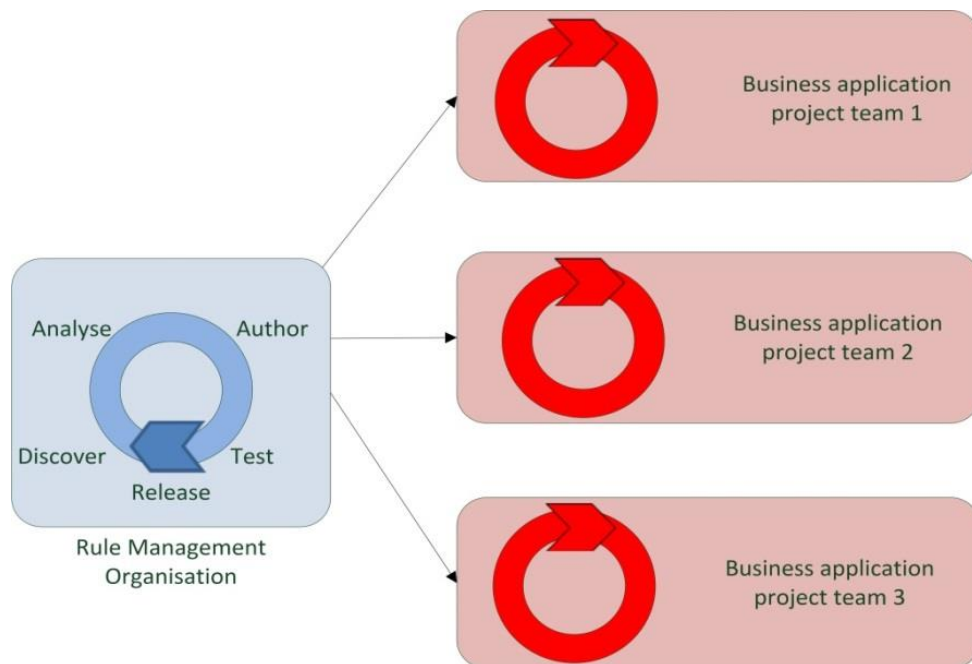 Business application
project team 1
Analyse
Author
Discover
Test
Release
Rule Management
Organisation
Business application
project team 2
Business application
project team 3